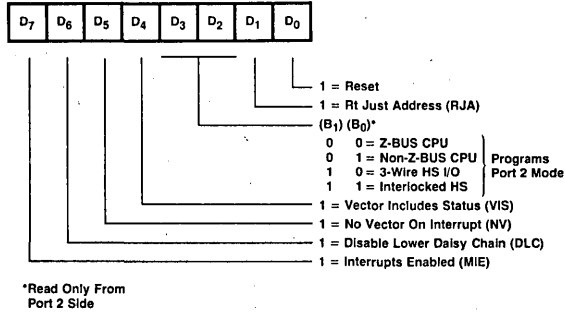 D7 D6 D5 D4 D3 D2 D1 D0
1 = Reset
1 = Rt Just Address (RJA)
(B1) (B0)*
0 0 = Z-BUS CPU
0 1 = Non-Z-BUS CPU
1 0 = 3-Wire HS I/O
1 1 = Interlocked HS
Programs
Port 2 Mode
1 = Vector Includes Status (VIS)
1 = No Vector On Interrupt (NV)
1 = Disable Lower Daisy Chain (DLC)
1 = Interrupts Enabled (MIE)
*Read Only From
Port 2 Side